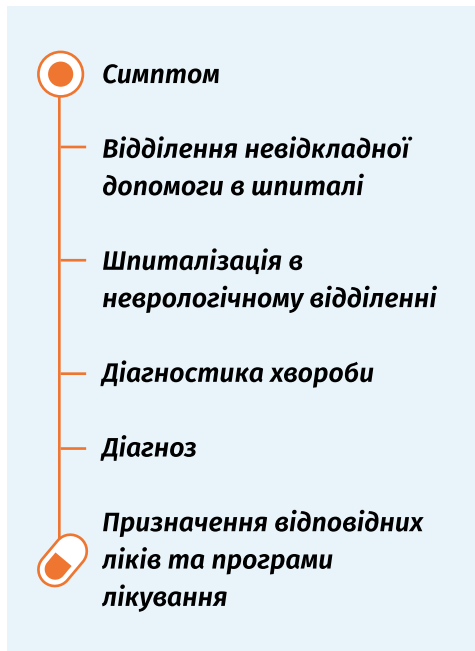 Симптом
Відділення невідкладної
допомоги в шпиталі
Шпиталізація в
неврологічному відділенні
Діагностика хвороби
Діагноз
Призначення відповідних
ліків та програми
лікування